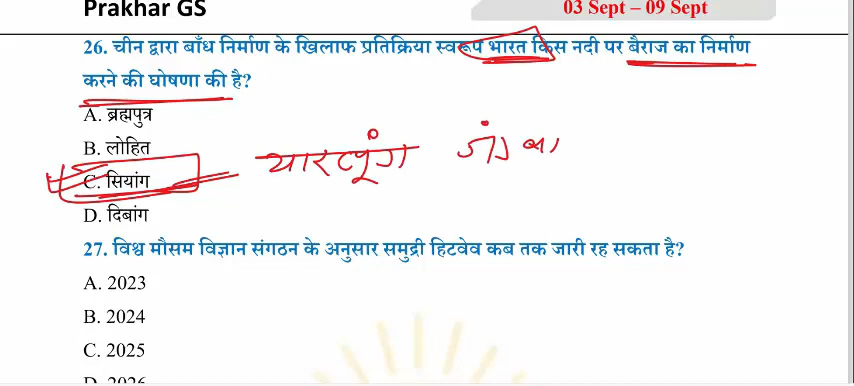 Prakhar GS
03 Sept – 09 Sept
26. चीन द्वारा बाँध निर्माण के खिलाफ प्रतिक्रिया स्वरूप भारत किस नदी पर बैराज का निर्माण
करने की घोषणा की है?
A. ब्रह्मपुत्र
B. लोहित
यारलूंग
C. सियांग
D. दिबांग
27. विश्व मौसम विज्ञान संगठन के अनुसार समुद्री हिटवेव कब तक जारी रह सकता है?
A. 2023
B. 2024
C. 2025
D. 2026